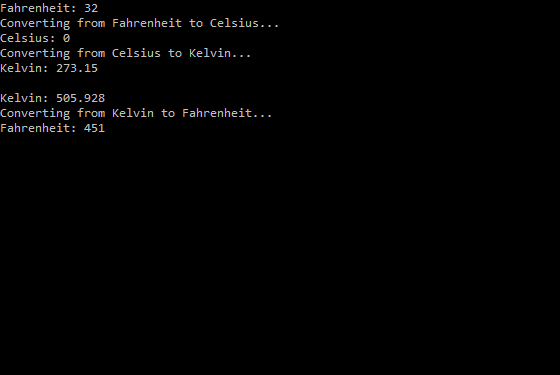 Fahrenheit: 32
Converting from Fahrenheit to Celsius...
Celsius: 0
Converting from Celsius to Kelvin...
Kelvin: 273.15
Kelvin: 505.928
Converting from Kelvin to Fahrenheit...
Fahrenheit: 451